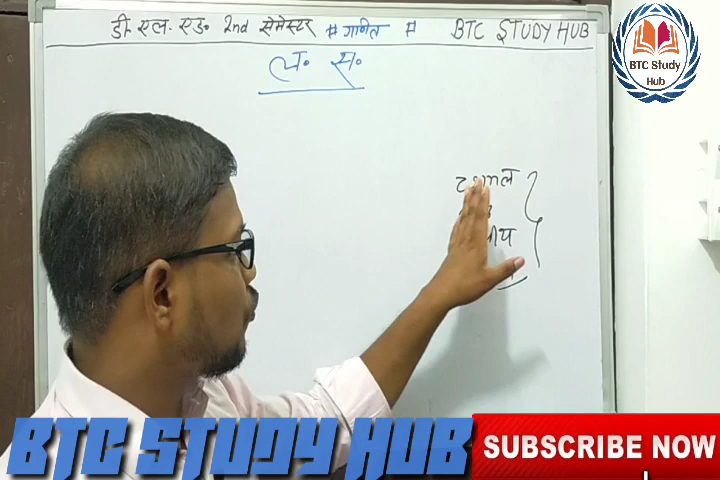 डी॰ एल॰ एड॰ 2nd सेमेस्टर # गणित # BTC STUDY HUB
BTC Study
Hub
ल॰ स॰
BTC STUDY HUB
SUBSCRIBE NOW